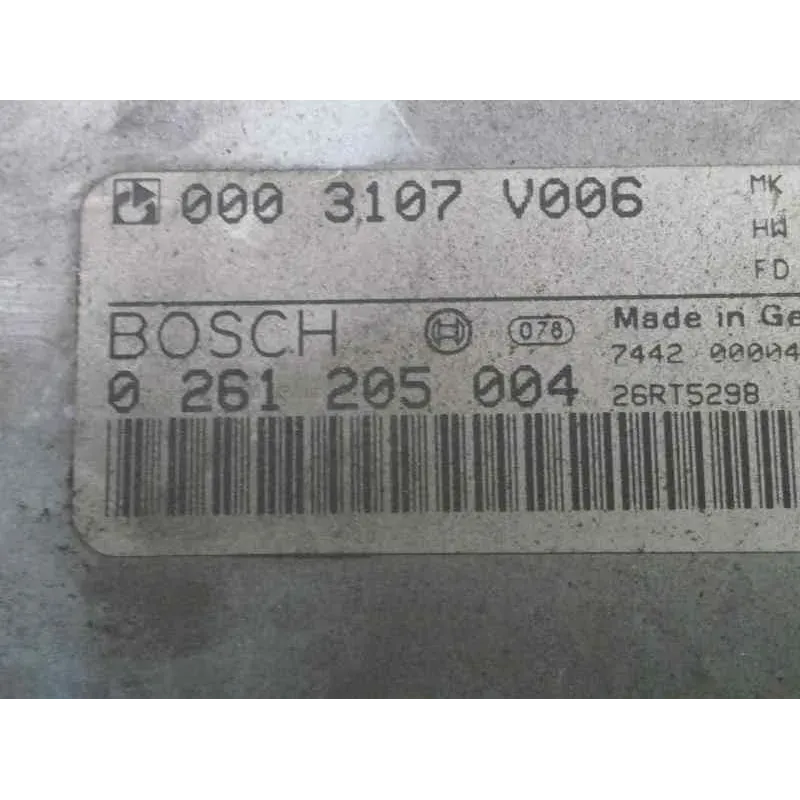 000 3107 V006
MK
HW
FD
BOSCH
078
Made in Ge
7442 00004
0 261 205 004
26RT5298